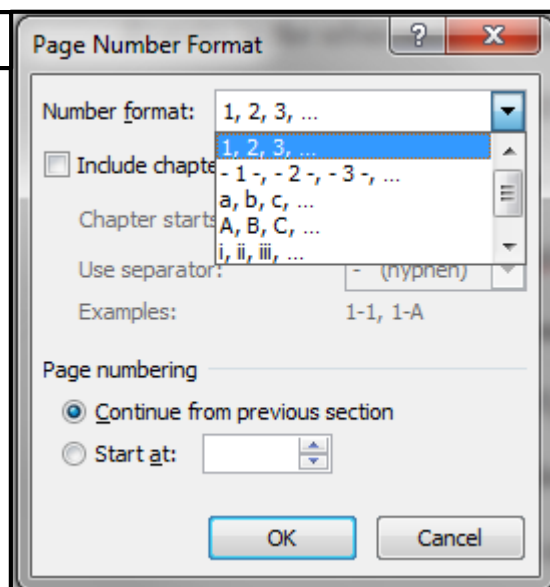 Page Number Format
Number format: 1, 2, 3, ...
1, 2, 3, ...
Include chapte
- 1 -, - 2 -, - 3 -, ...
a, b, c, ...
Chapter starts
A, B, C, ...
i, ii, iii, ...
Use separator: - (hyphen)
Examples: 1-1, 1-A
Page numbering
Continue from previous section
Start at:
OK Cancel